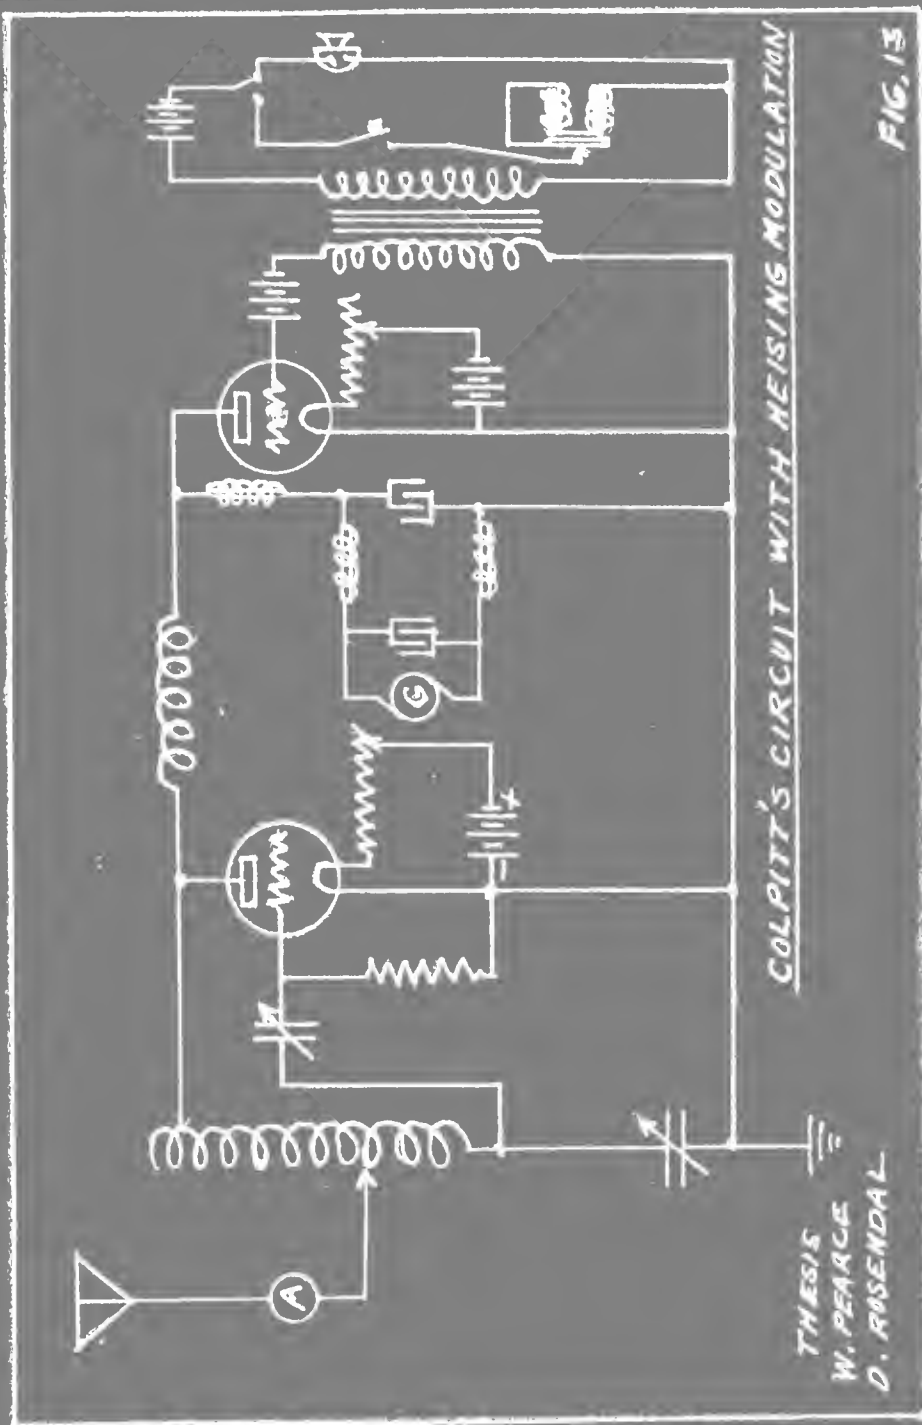 A
G
- +
COLPITT'S CIRCUIT WITH HEISING MODULATION
THESIS
W. PEARCE
D. ROSENDAL
FIG. 13